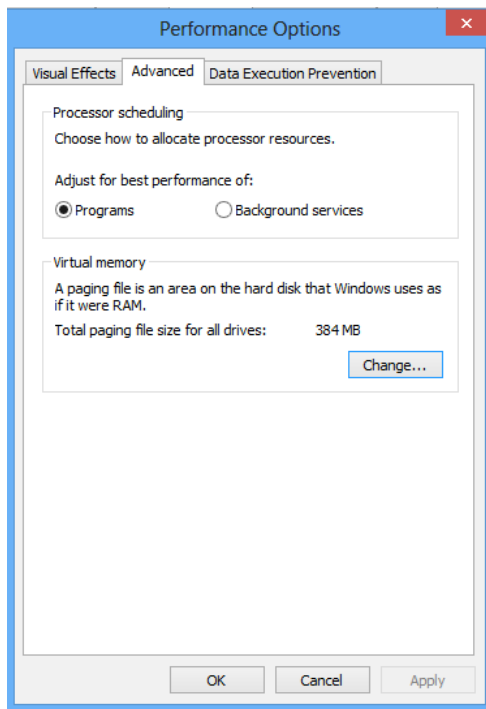 Performance Options
Visual Effects
Advanced
Data Execution Prevention
Processor scheduling
Choose how to allocate processor resources.
Adjust for best performance of:
Programs
Background services
Virtual memory
A paging file is an area on the hard disk that Windows uses as
if it were RAM.
Total paging file size for all drives: 384 MB
Change...
OK
Cancel
Apply